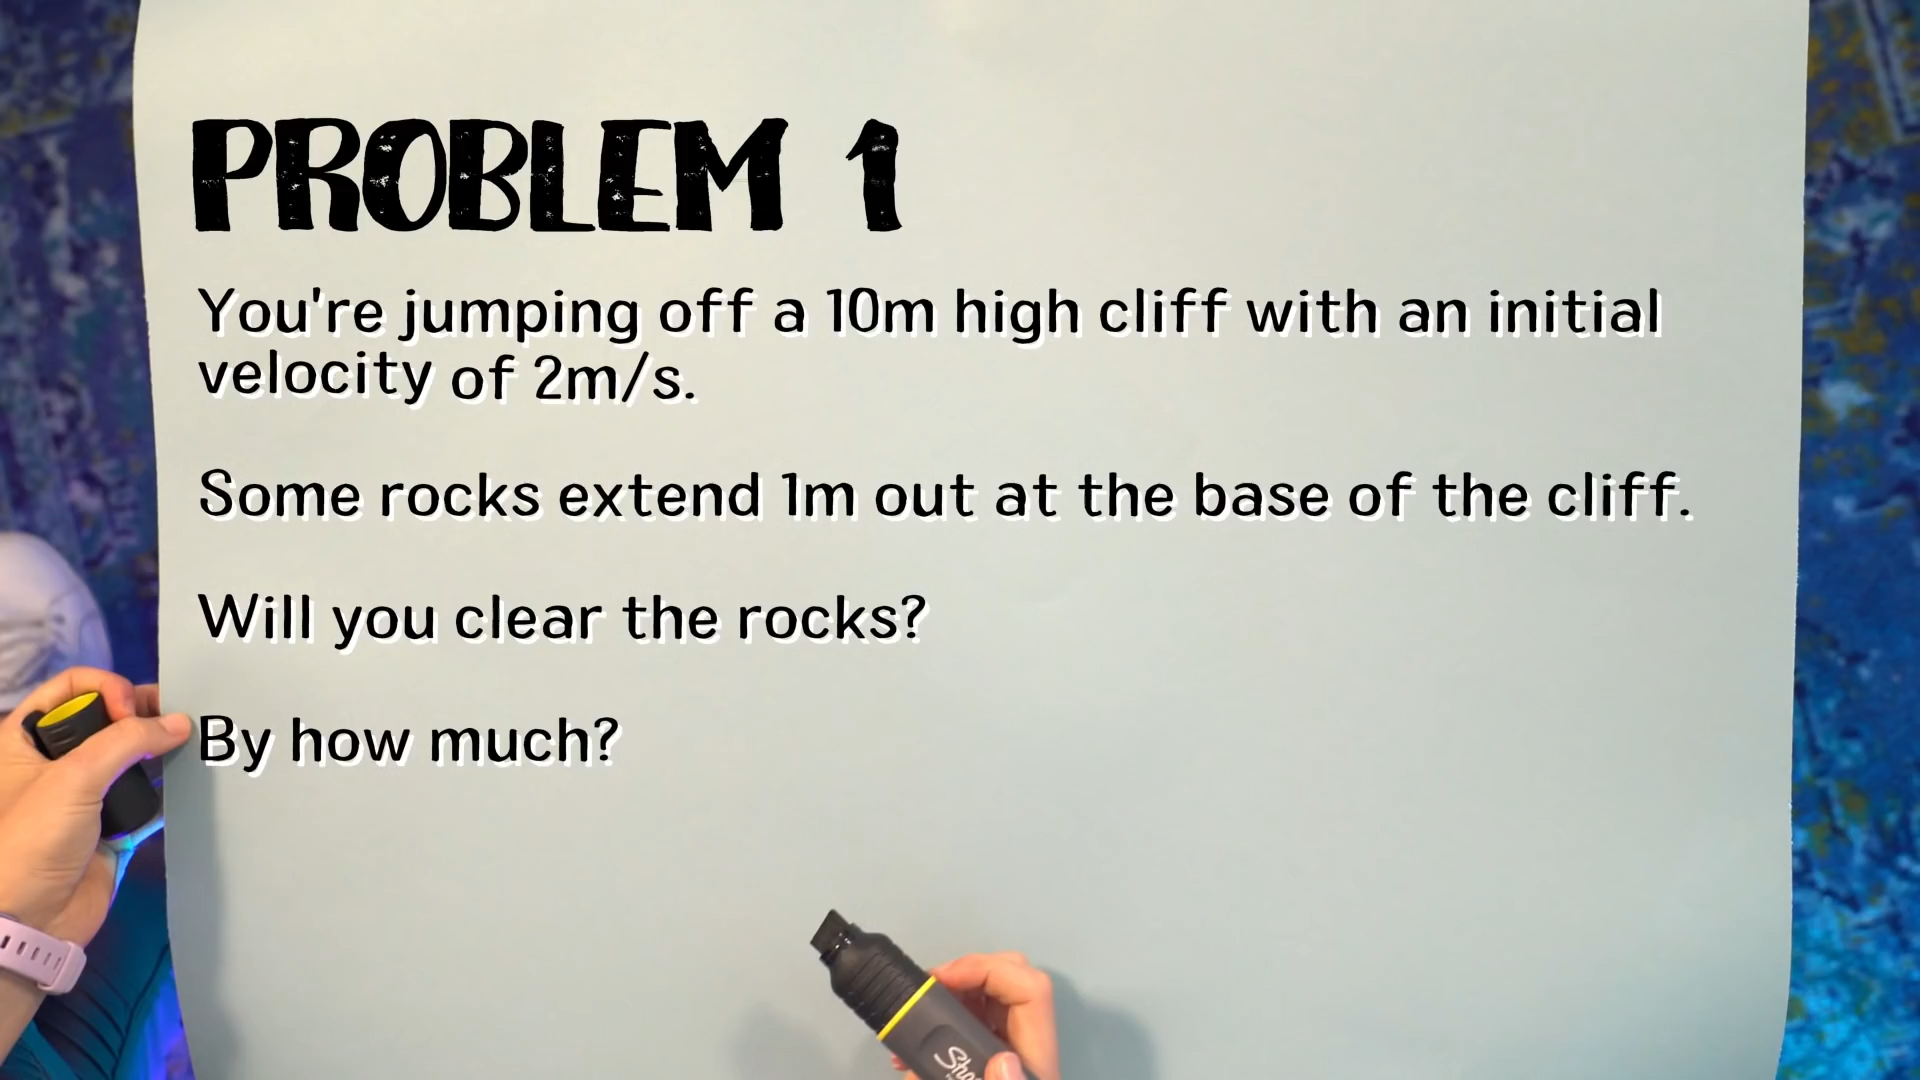 PROBLEM 1
You're jumping off a 10m high cliff with an initial
velocity of 2m/s.
Some rocks extend 1m out at the base of the cliff.
Will you clear the rocks?
By how much?